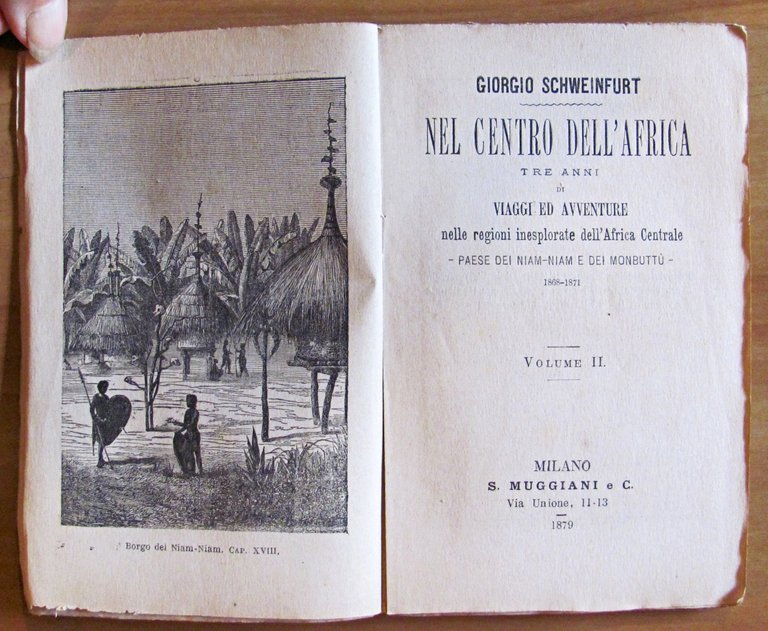 Borgo dei Niam-Niam. CAP. XVIII.
GIORGIO SCHWEINFURT
NEL CENTRO DELL'AFRICA
TRE ANNI
DI
VIAGGI ED AVVENTURE
nelle regioni inesplorate dell'Africa Centrale
- PAESE DEI NIAM-NIAM E DEI MONBUTTÙ -
1868-1871
VOLUME II.
MILANO
S. MUGGIANI e C.
Via Unione, 11-13
1879